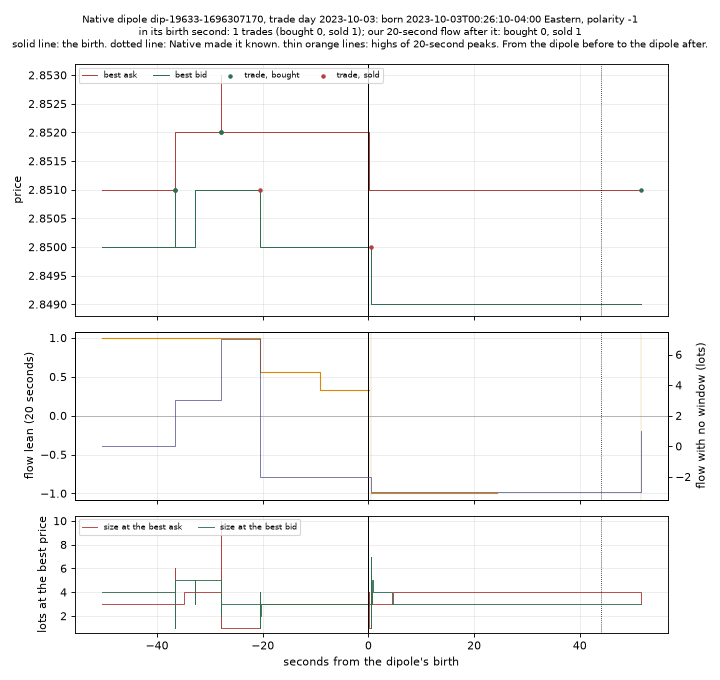 Native dipole dip-19633-1696307170, trade day 2023-10-03: born 2023-10-03T00:26:10-04:00 Eastern, polarity -1
in its birth second: 1 trades (bought 0, sold 1); our 20-second flow after it: bought 0, sold 1
solid line: the birth. dotted line: Native made it known. thin orange lines: highs of 20-second peaks. From the dipole before to the dipole after.
best ask
best bid
trade, bought
trade, sold
2.8530
2.8525
2.8520
2.8515
2.8510
2.8505
2.8500
2.8495
2.8490
price
1.0
0.5
0.0
−0.5
−1.0
flow lean (20 seconds)
6
4
2
0
−2
flow with no window (lots)
size at the best ask
size at the best bid
10
8
6
4
2
lots at the best price
−40
−20
0
20
40
seconds from the dipole's birth